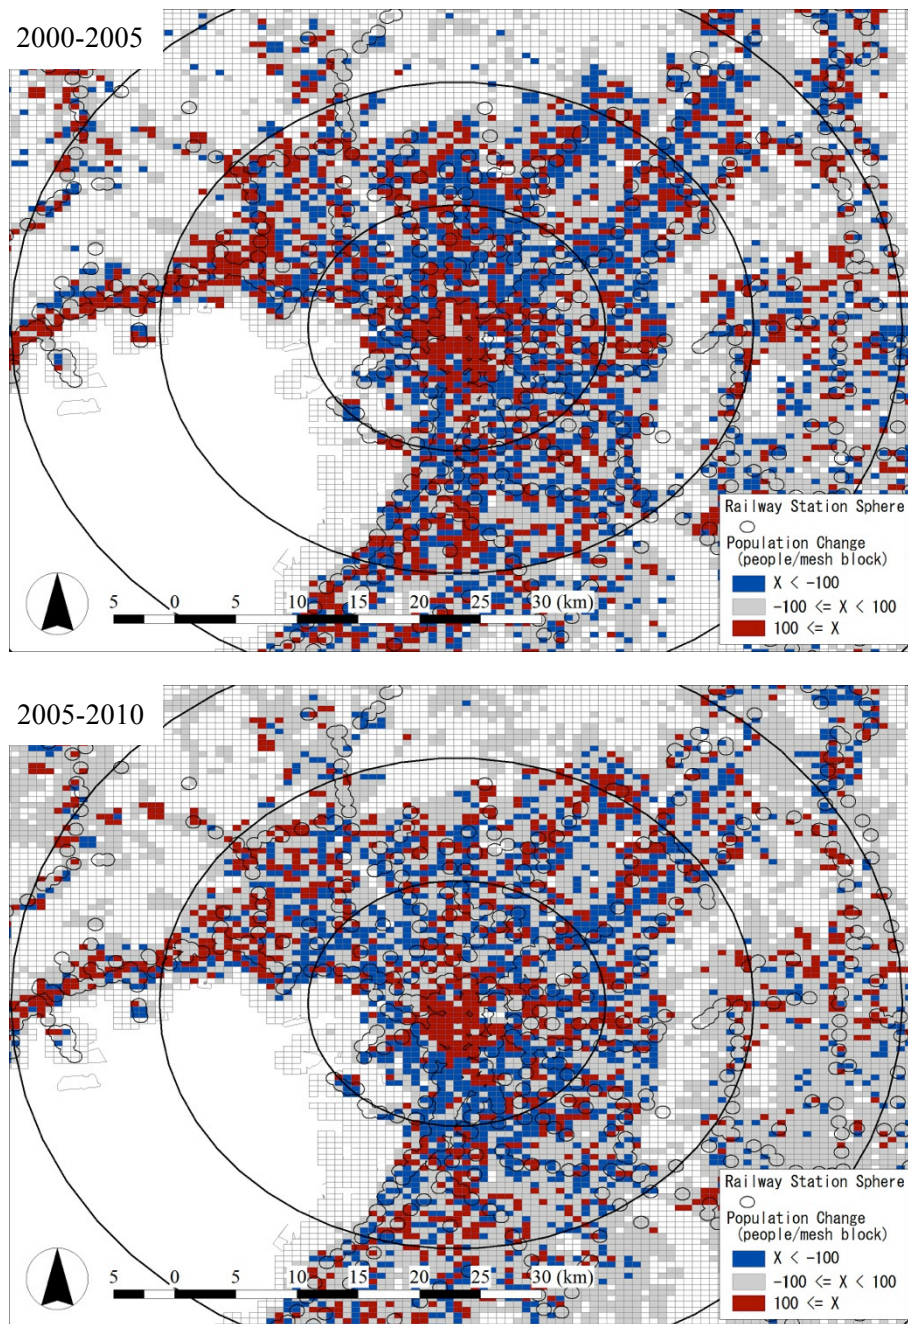 2000-2005
Railway Station Sphere
Population Change
(people/mesh block)
X < -100
-100 <= X < 100
100 <= X
5 0 5 10 15 20 25 30 (km)
2005-2010
Railway Station Sphere
Population Change
(people/mesh block)
X < -100
-100 <= X < 100
100 <= X
5 0 5 10 15 20 25 30 (km)